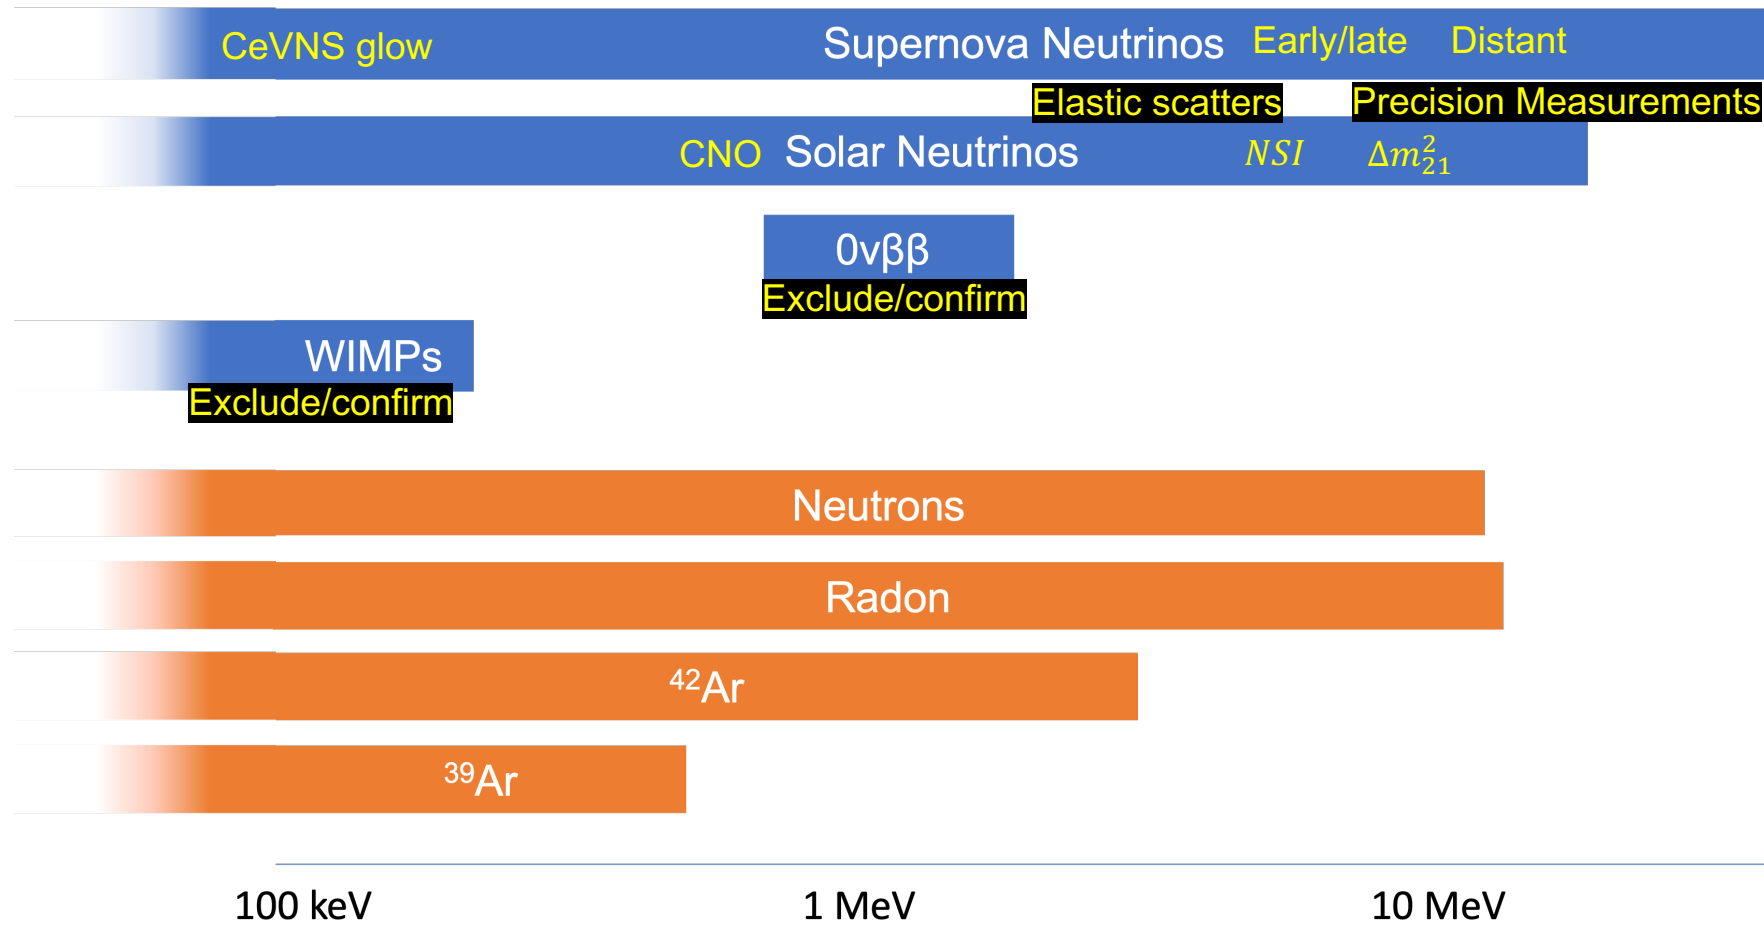 CeVNS glow Supernova Neutrinos Early/late Distant
Elastic scatters Precision Measurements
CNO Solar Neutrinos NSI Δm²₂₁
0vββ
Exclude/confirm
WIMPs
Exclude/confirm
Neutrons
Radon
⁴²Ar
³⁹Ar
100 keV 1 MeV 10 MeV